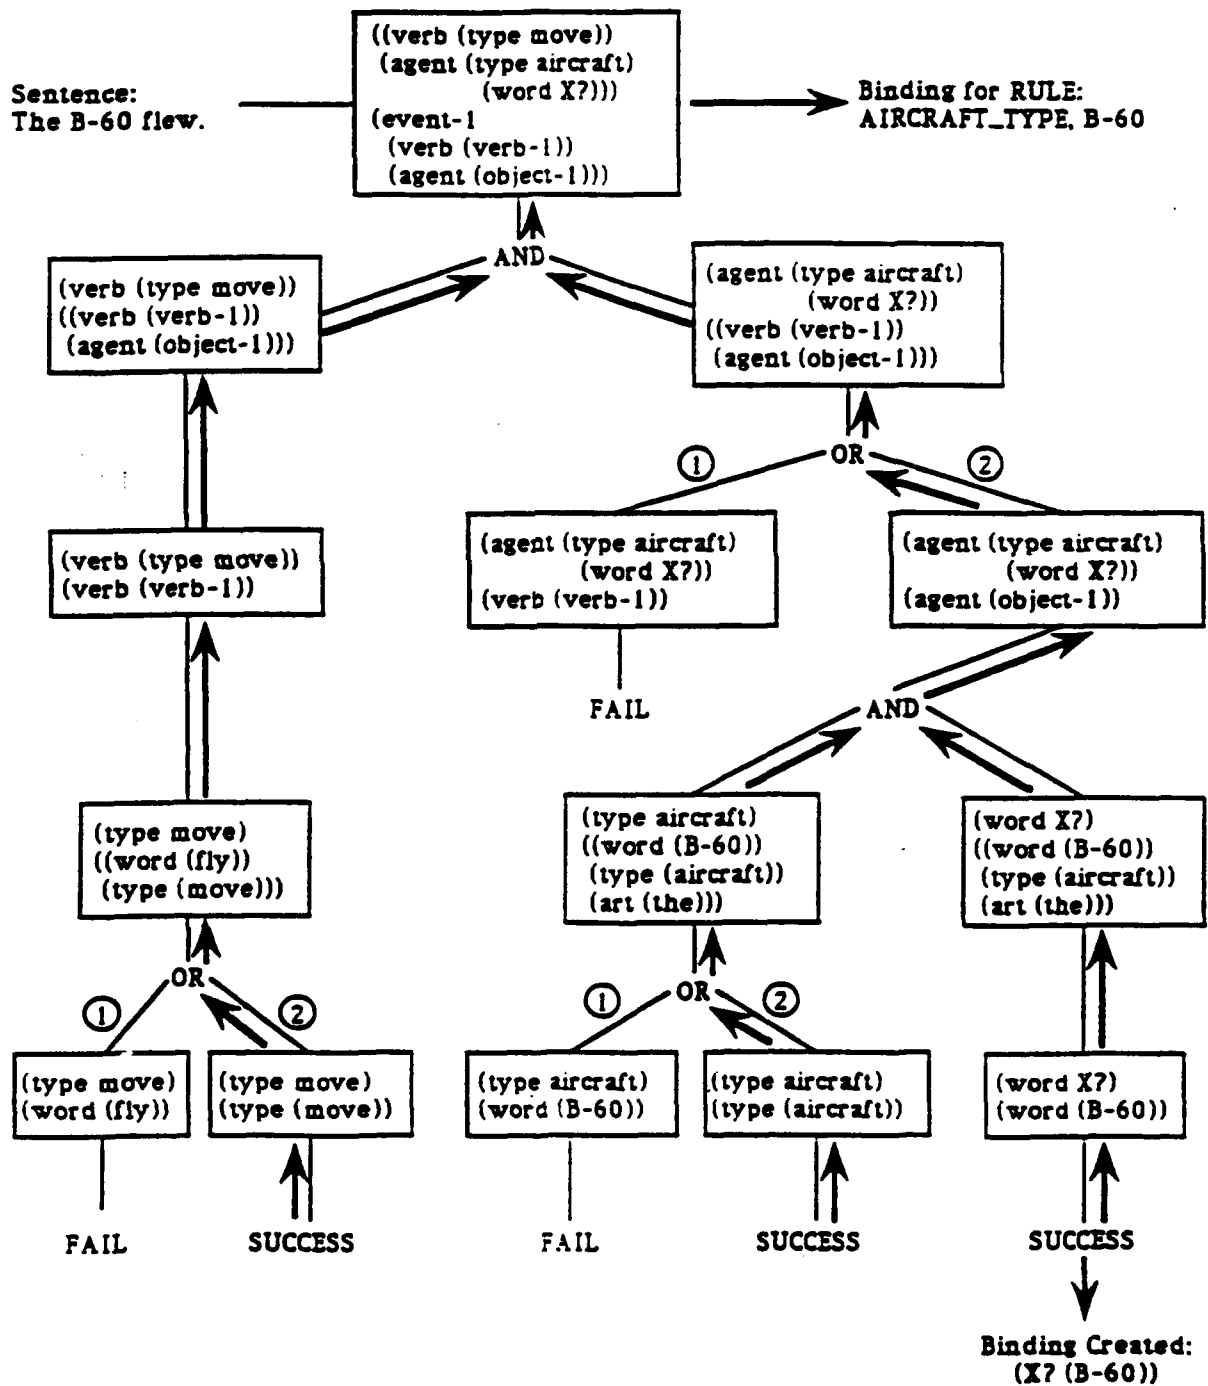 Sentence:
The B-60 flew.
((verb (type move))
(agent (type aircraft)
(word X?)))
(event-1
(verb (verb-1))
(agent (object-1)))
Binding for RULE:
AIRCRAFT_TYPE, B-60
AND
(verb (type move))
((verb (verb-1))
(agent (object-1)))
(agent (type aircraft)
(word X?))
((verb (verb-1))
(agent (object-1)))
OR
1
2
(verb (type move))
(verb (verb-1))
(agent (type aircraft)
(word X?))
(verb (verb-1))
(agent (type aircraft)
(word X?))
(agent (object-1))
FAIL
AND
(type move)
((word (fly))
(type (move)))
(type aircraft)
((word (B-60))
(type (aircraft))
(art (the)))
(word X?)
((word (B-60))
(type (aircraft))
(art (the)))
OR
1
2
OR
1
2
(type move)
(word (fly))
(type move)
(type (move))
(type aircraft)
(word (B-60))
(type aircraft)
(type (aircraft))
(word X?)
(word (B-60))
FAIL
SUCCESS
FAIL
SUCCESS
SUCCESS
Binding Created:
(X? (B-60))